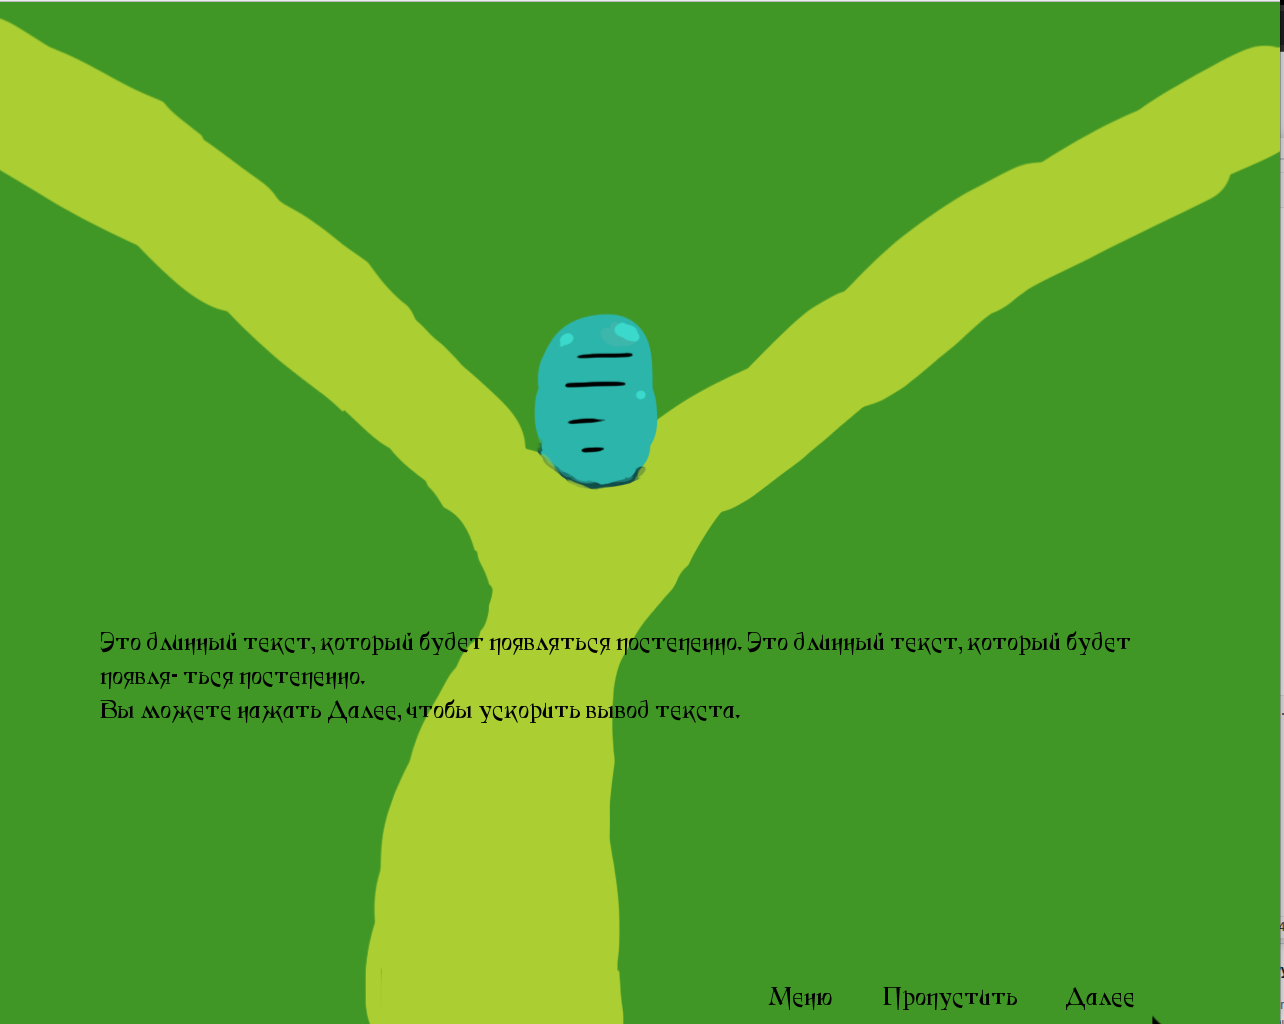 Это длинный текст, который будет появляться постепенно. Это длинный текст, который будет
появля- ться постепенно.
Вы можете нажать Далее, чтобы ускорить вывод текста.
Меню Пропустить Далее